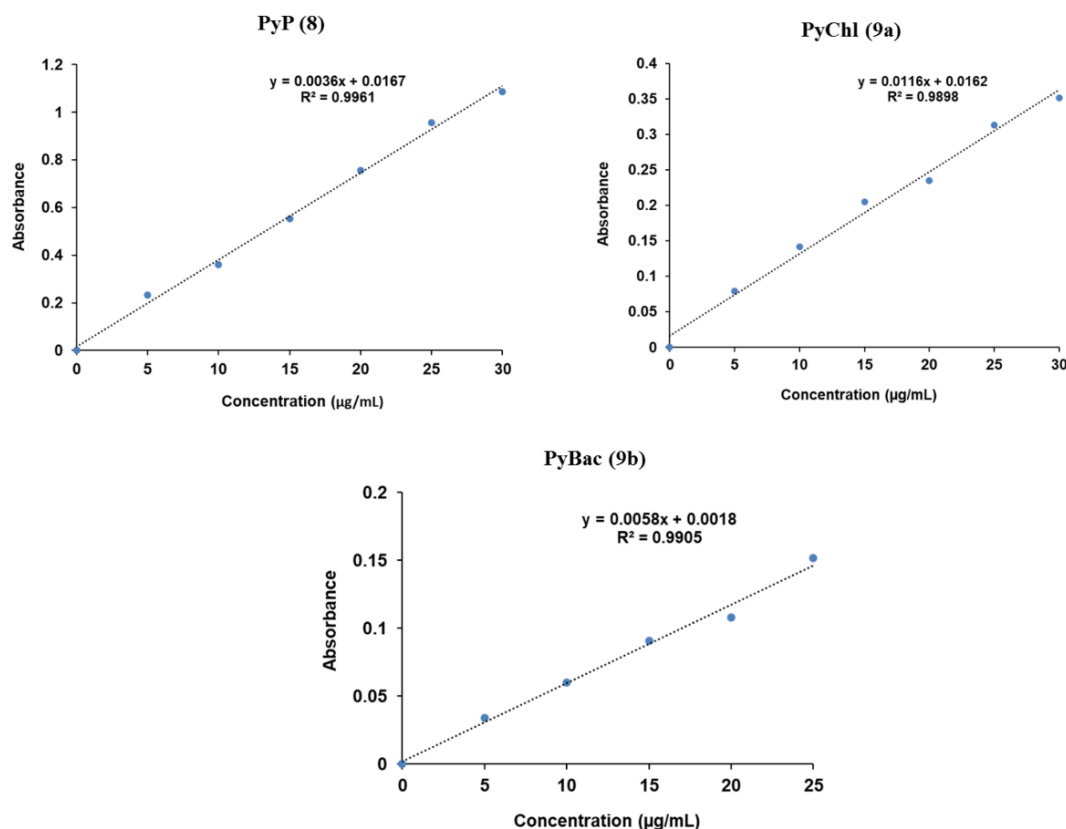 PyP (8)
y = 0.0036x + 0.0167
R² = 0.9961
1.2
1
0.8
0.6
0.4
0.2
0
Absorbance
0 5 10 15 20 25 30
Concentration (µg/mL)
PyChl (9a)
y = 0.0116x + 0.0162
R² = 0.9898
0.4
0.35
0.3
0.25
0.2
0.15
0.1
0.05
0
Absorbance
0 5 10 15 20 25 30
Concentration (µg/mL)
PyBac (9b)
y = 0.0058x + 0.0018
R² = 0.9905
0.2
0.15
0.1
0.05
0
Absorbance
0 5 10 15 20 25
Concentration (µg/mL)